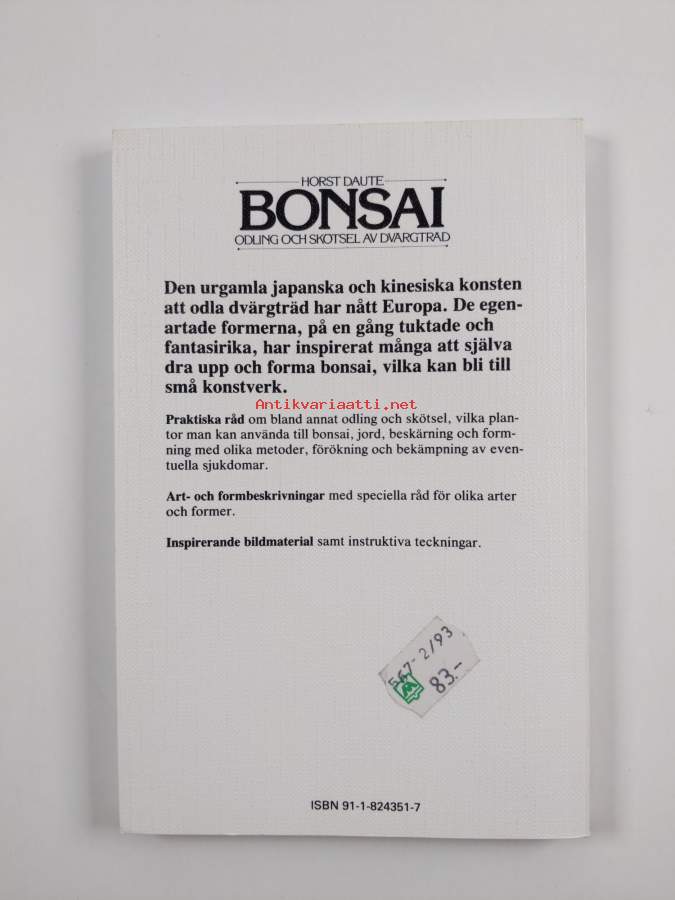 HORST DAUTE
BONSAI
ODLING OCH SKÖTSEL AV DVÄRGTRÄD
Den urgamla japanska och kinesiska konsten
att odla dvärgträd har nått Europa. De egen-
artade formerna, på en gång tuktade och
fantasirika, har inspirerat många att själva
dra upp och forma bonsai, vilka kan bli till
små konstverk.
Antikvariaatti.net
Praktiska råd om bland annat odling och skötsel, vilka plan-
tor man kan använda till bonsai, jord, beskärning och form-
ning med olika metoder, förökning och bekämpning av even-
tuella sjukdomar.
Art- och formbeskrivningar med speciella råd för olika arter
och former.
Inspirerande bildmaterial samt instruktiva teckningar.
567- 2/93
83.-
ISBN 91-1-824351-7